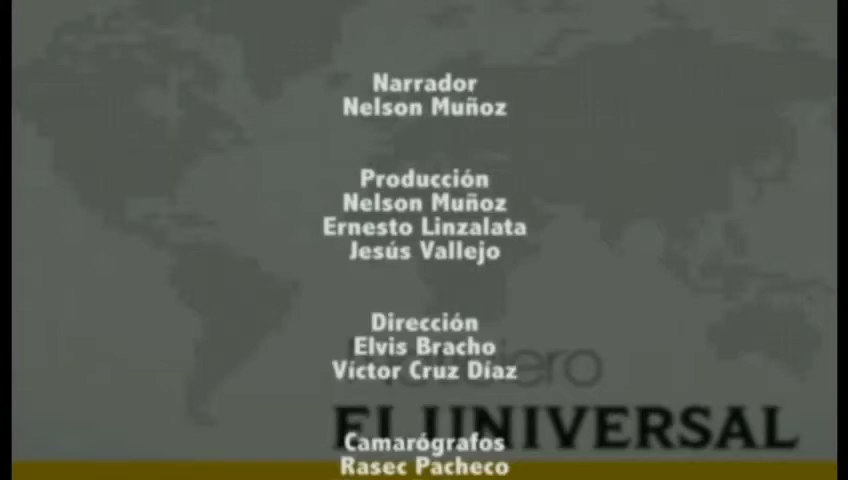 Narrador
Nelson Muñoz
Producción
Nelson Muñoz
Ernesto Linzalata
Jesús Vallejo
Dirección
Elvis Bracho
Víctor Cruz Díaz
EL UNIVERSAL
Camarógrafos
Rasec Pacheco